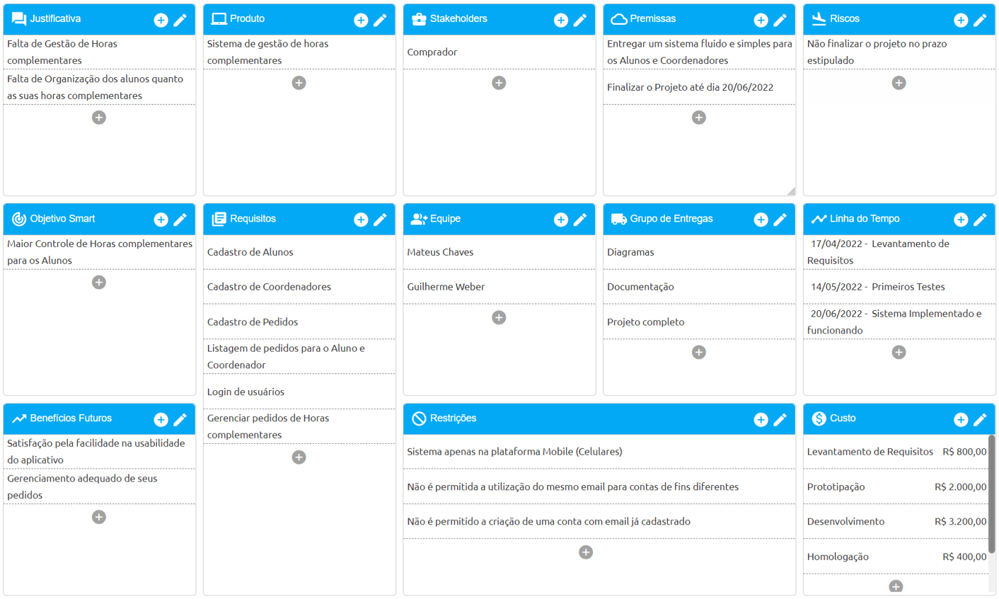 Justificativa
Falta de Gestão de Horas
complementares
Falta de Organização dos alunos quanto
as suas horas complementares
Produto
Sistema de gestão de horas
complementares
Stakeholders
Comprador
Premissas
Entregar um sistema fluido e simples para
os Alunos e Coordenadores
Finalizar o Projeto até dia 20/06/2022
Riscos
Não finalizar o projeto no prazo
estipulado
Objetivo Smart
Maior Controle de Horas complementares
para os Alunos
Requisitos
Cadastro de Alunos
Cadastro de Coordenadores
Cadastro de Pedidos
Listagem de pedidos para o Aluno e
Coordenador
Login de usuários
Gerenciar pedidos de Horas
complementares
Equipe
Mateus Chaves
Guilherme Weber
Grupo de Entregas
Diagramas
Documentação
Projeto completo
Linha do Tempo
17/04/2022 - Levantamento de
Requisitos
14/05/2022 - Primeiros Testes
20/06/2022 - Sistema Implementado e
funcionando
Benefícios Futuros
Satisfação pela facilidade na usabilidade
do aplicativo
Gerenciamento adequado de seus
pedidos
Restrições
Sistema apenas na plataforma Mobile (Celulares)
Não é permitida a utilização do mesmo email para contas de fins diferentes
Não é permitido a criação de uma conta com email já cadastrado
Custo
Levantamento de Requisitos R$ 800,00
Prototipação R$ 2.000,00
Desenvolvimento R$ 3.200,00
Homologação R$ 400,00